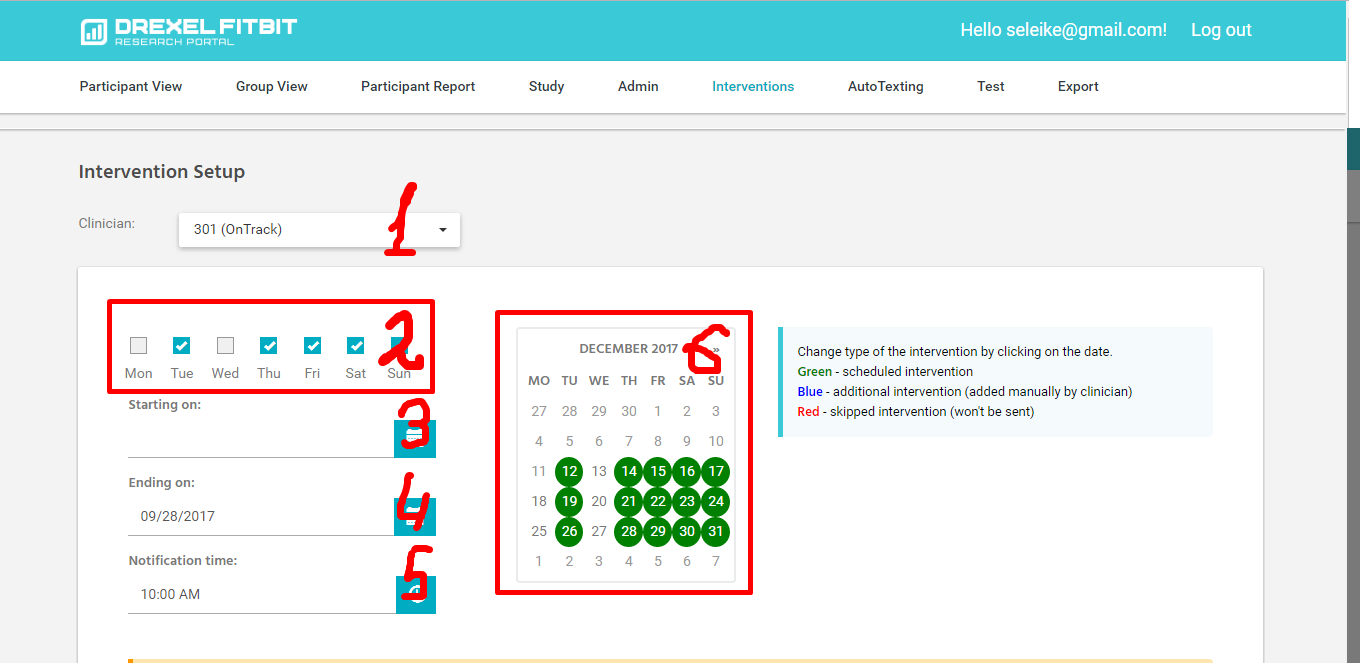 DREXEL FITBIT
RESEARCH PORTAL
Hello seleike@gmail.com! Log out
Participant View Group View Participant Report Study Admin Interventions AutoTexting Test Export
Intervention Setup
Clinician: 301 (OnTrack) 1
2
Mon Tue Wed Thu Fri Sat Sun
Starting on:
3
Ending on:
09/28/2017 4
Notification time:
10:00 AM 5
DECEMBER 2017 6 »
MO TU WE TH FR SA SU
27 28 29 30 1 2 3
4 5 6 7 8 9 10
11 12 13 14 15 16 17
18 19 20 21 22 23 24
25 26 27 28 29 30 31
1 2 3 4 5 6 7
Change type of the intervention by clicking on the date.
Green - scheduled intervention
Blue - additional intervention (added manually by clinician)
Red - skipped intervention (won't be sent)